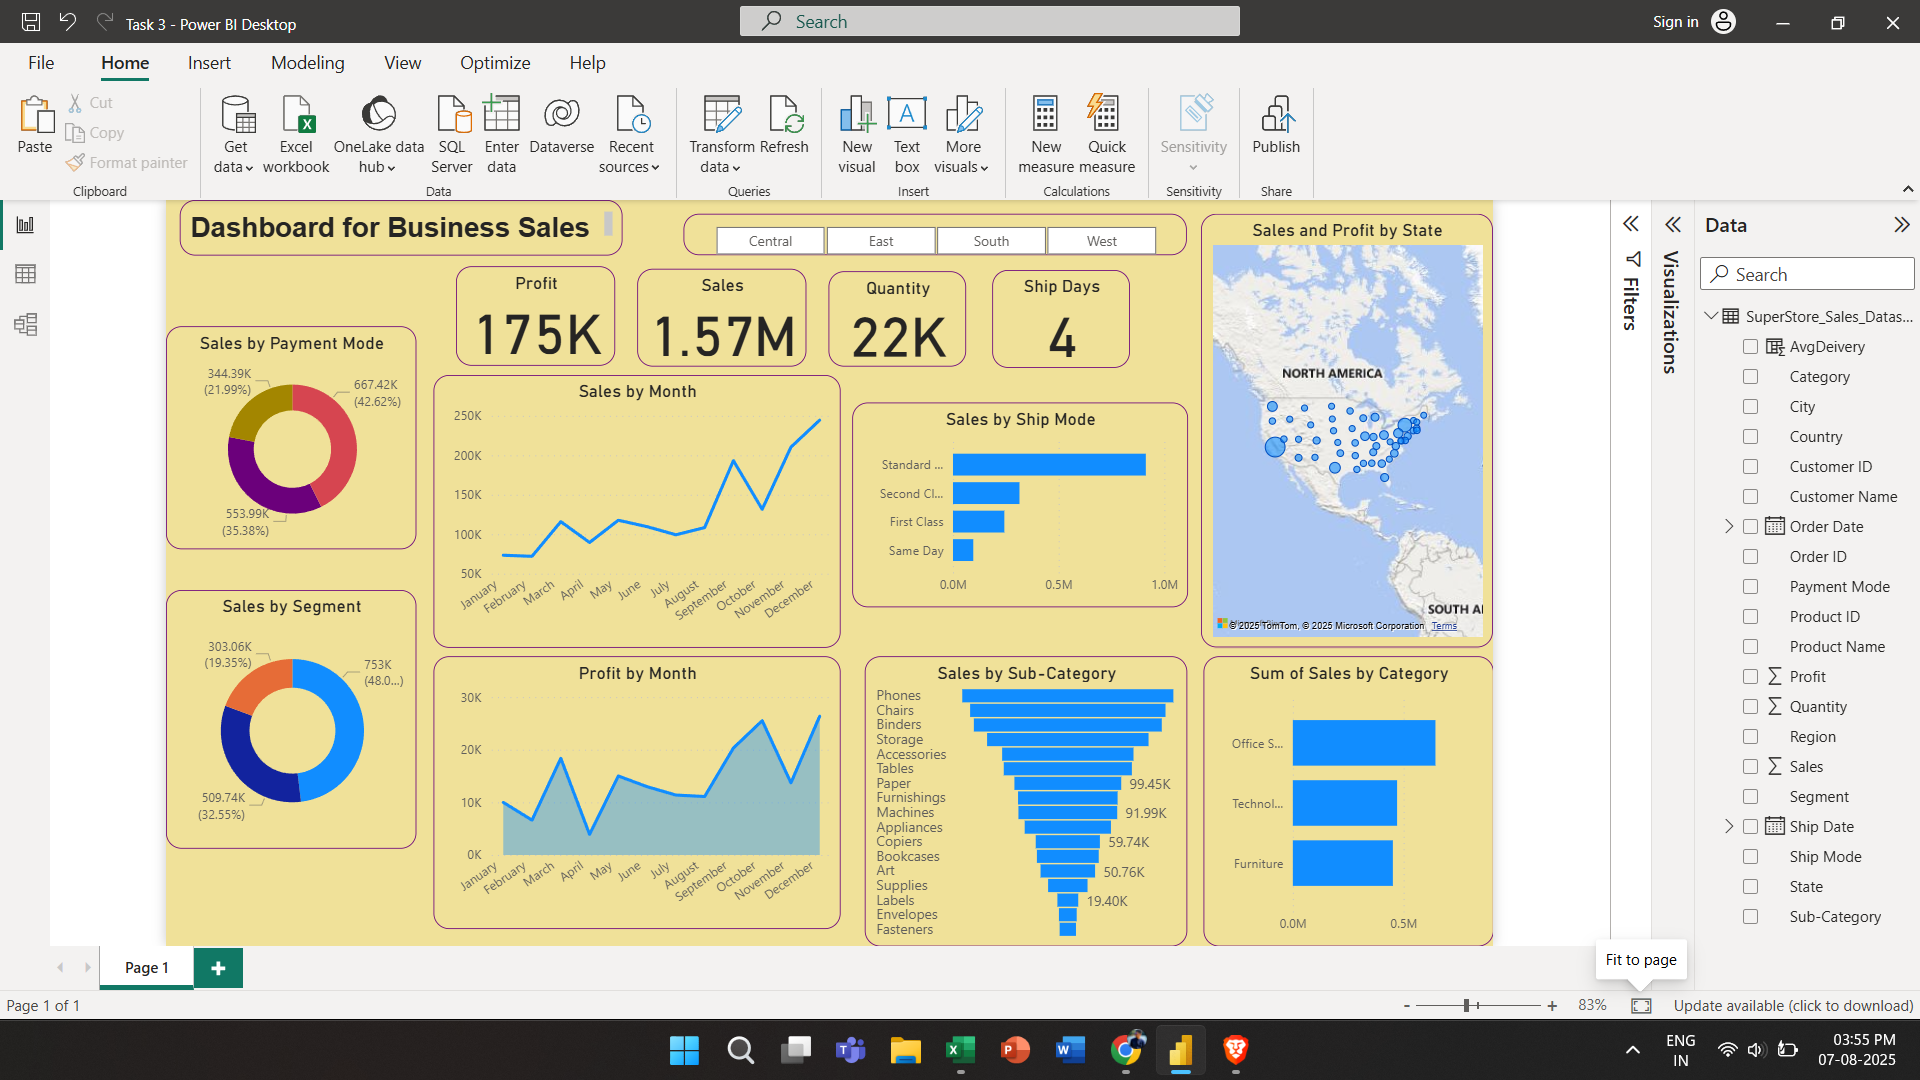 Task 3 - Power BI Desktop
Search
Sign in
File
Home
Insert
Modeling
View
Optimize
Help
Paste
Cut
Copy
Format painter
Clipboard
Get data
Excel workbook
OneLake data hub
SQL Server
Enter data
Dataverse
Recent sources
Data
Transform data
Refresh
Queries
New visual
Text box
More visuals
Insert
New measure
Quick measure
Calculations
Sensitivity
Sensitivity
Publish
Share
Dashboard for Business Sales
Central
East
South
West
Profit
175K
Sales
1.57M
Quantity
22K
Ship Days
4
Sales by Payment Mode
344.39K
(21.99%)
667.42K
(42.62%)
553.99K
(35.38%)
Sales by Month
250K
200K
150K
100K
50K
January
February
March
April
May
June
July
August
September
October
November
December
Sales by Ship Mode
Standard ...
Second Cl...
First Class
Same Day
0.0M
0.5M
1.0M
Sales and Profit by State
NORTH AMERICA
SOUTH A
© 2025 TomTom, © 2025 Microsoft Corporation
Terms
Sales by Segment
303.06K
(19.35%)
753K
(48.0...)
509.74K
(32.55%)
Profit by Month
30K
20K
10K
0K
January
February
March
April
May
June
July
August
September
October
November
December
Sales by Sub-Category
Phones
Chairs
Binders
Storage
Accessories
Tables
Paper
99.45K
Furnishings
Machines
91.99K
Appliances
Copiers
59.74K
Bookcases
Art
50.76K
Supplies
Labels
19.40K
Envelopes
Fasteners
Sum of Sales by Category
Office S...
Technol...
Furniture
0.0M
0.5M
Filters
Visualizations
Data
Search
SuperStore_Sales_Datas...
AvgDeivery
Category
City
Country
Customer ID
Customer Name
Order Date
Order ID
Payment Mode
Product ID
Product Name
Profit
Quantity
Region
Sales
Segment
Ship Date
Ship Mode
State
Sub-Category
Page 1
Fit to page
Page 1 of 1
83%
Update available (click to download)
ENG
IN
03:55 PM
07-08-2025